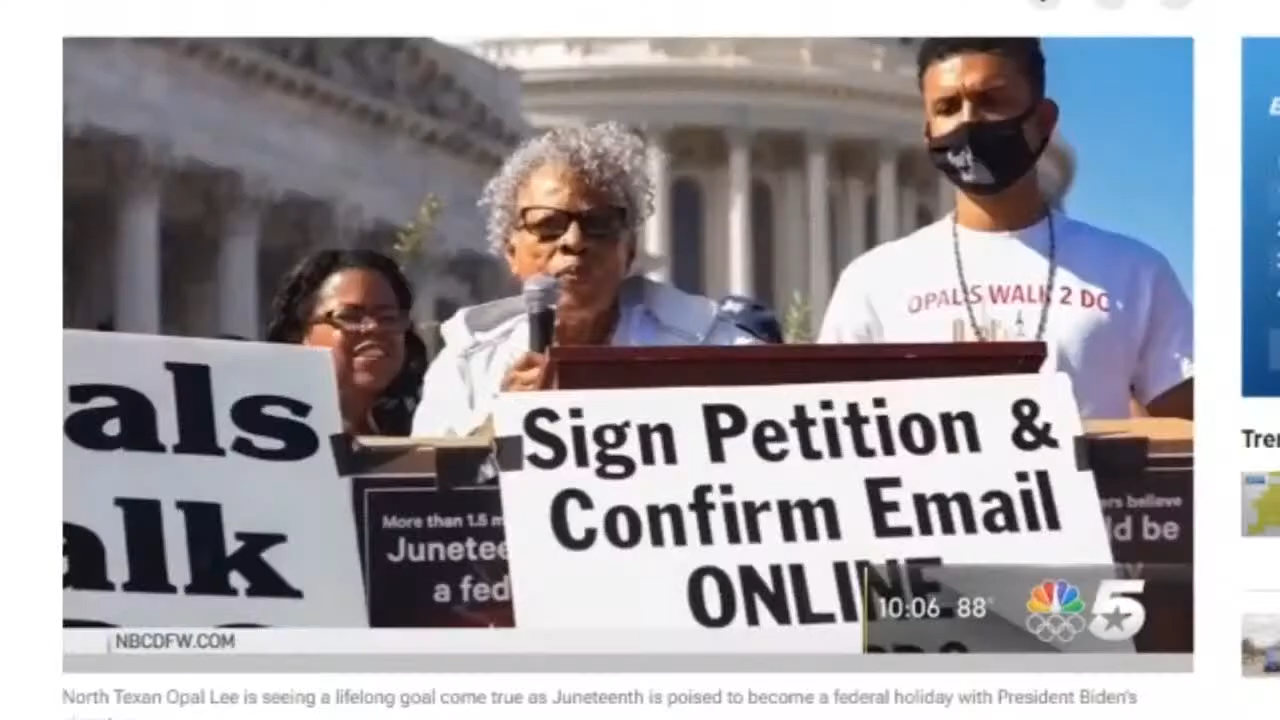 OPAL'S WALK 2 DC
als
alk
Sign Petition &
Confirm Email
ONLINE
More than 1.5 m
Junetee
a fed
rs believe
d be
10:06 88°
5
NBCDFW.COM
North Texan Opal Lee is seeing a lifelong goal come true as Juneteenth is poised to become a federal holiday with President Biden's
Tre